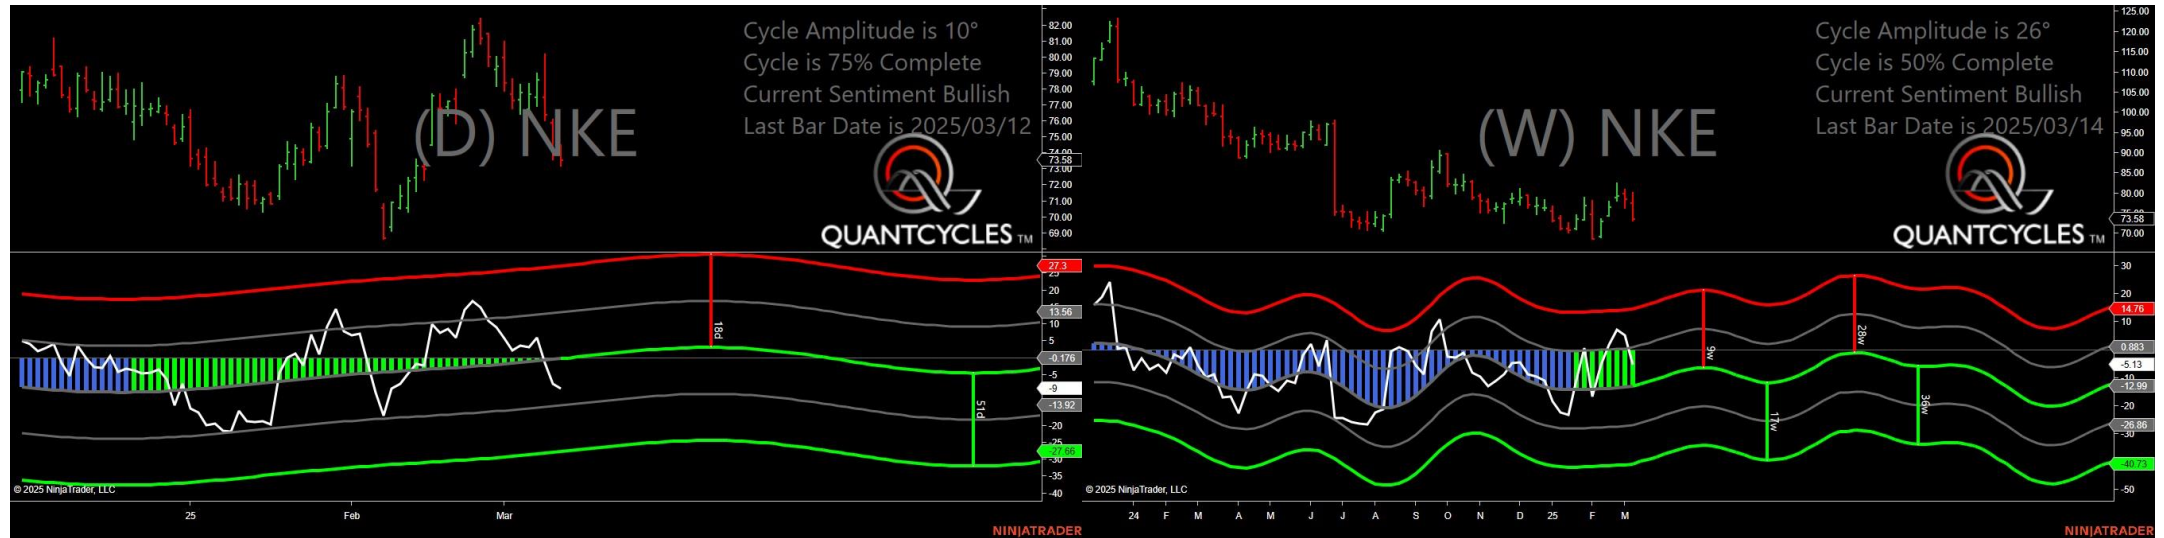 Cycle Amplitude is 10°
Cycle is 75% Complete
Current Sentiment Bullish
Last Bar Date is 2025/03/12
(D) NKE
QUANTCYCLES TM
82.00
81.00
80.00
79.00
78.00
77.00
76.00
75.00
74.00
73.58
72.00
71.00
70.00
69.00
27.3
25
20
13.56
10
5
-0.176
-5
-9
-13.92
-20
-25
-27.66
-30
-35
-40
18d
51d
© 2025 NinjaTrader, LLC
25 Feb Mar
NINJATRADER
Cycle Amplitude is 26°
Cycle is 50% Complete
Current Sentiment Bullish
Last Bar Date is 2025/03/14
(W) NKE
QUANTCYCLES TM
125.00
120.00
115.00
110.00
105.00
100.00
95.00
90.00
85.00
80.00
73.58
70.00
30
20
14.76
10
0.883
-5.13
-12.99
-20
-26.86
-30
-40.73
-50
9w
17w
28w
36w
© 2025 NinjaTrader, LLC
24 F M A M J J A S O N D 25 F M
NINJATRADER